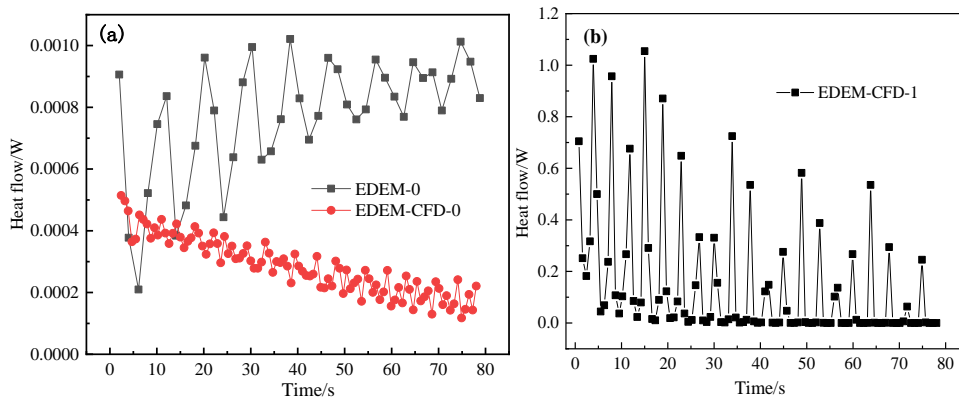 (a)
0.0010
0.0008
0.0006
0.0004
0.0002
0.0000
Heat flow/W
EDEM-0
EDEM-CFD-0
0 10 20 30 40 50 60 70 80
Time/s
(b)
1.2
1.0
0.8
0.6
0.4
0.2
0.0
Heat flow/W
EDEM-CFD-1
0 10 20 30 40 50 60 70 80
Time/s